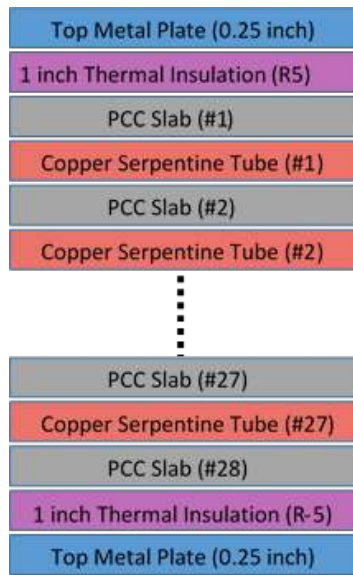 Top Metal Plate (0.25 inch)
1 inch Thermal Insulation (R5)
PCC Slab (#1)
Copper Serpentine Tube (#1)
PCC Slab (#2)
Copper Serpentine Tube (#2)
PCC Slab (#27)
Copper Serpentine Tube (#27)
PCC Slab (#28)
1 inch Thermal Insulation (R-5)
Top Metal Plate (0.25 inch)